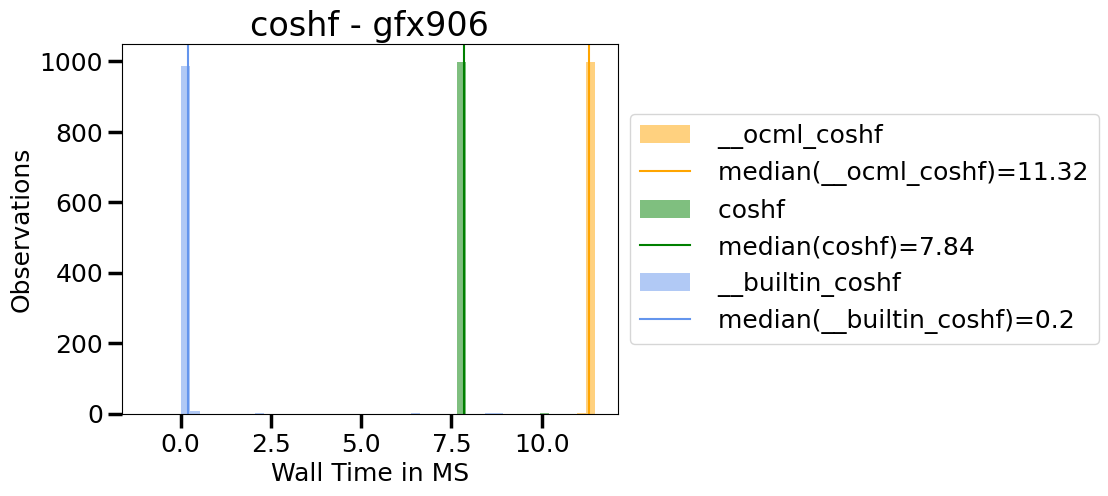 coshf - gfx906
1000
800
600
400
200
0
Observations
0.0 2.5 5.0 7.5 10.0
Wall Time in MS
__ocml_coshf
median(__ocml_coshf)=11.32
coshf
median(coshf)=7.84
__builtin_coshf
median(__builtin_coshf)=0.2